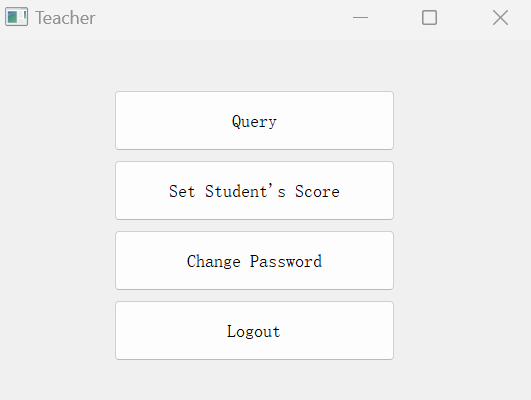 Teacher
Query
Set Student's Score
Change Password
Logout